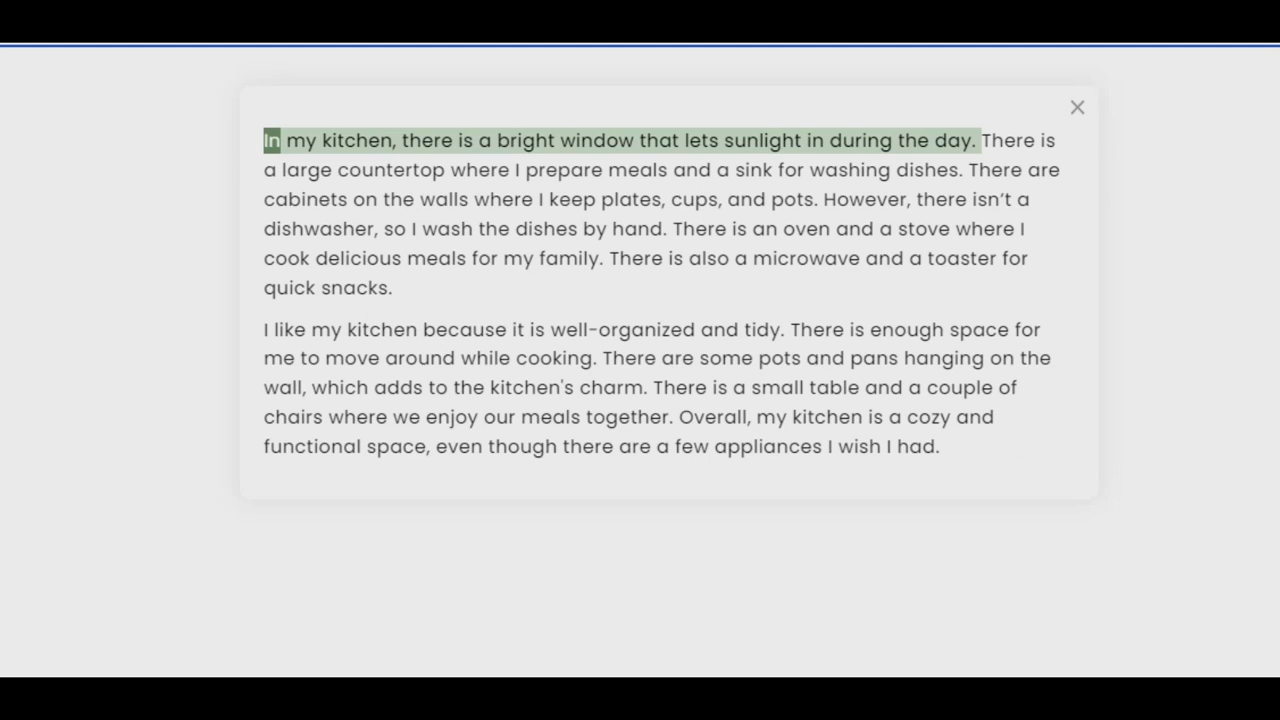 In my kitchen, there is a bright window that lets sunlight in during the day. There is
a large countertop where I prepare meals and a sink for washing dishes. There are
cabinets on the walls where I keep plates, cups, and pots. However, there isn’t a
dishwasher, so I wash the dishes by hand. There is an oven and a stove where I
cook delicious meals for my family. There is also a microwave and a toaster for
quick snacks.
I like my kitchen because it is well-organized and tidy. There is enough space for
me to move around while cooking. There are some pots and pans hanging on the
wall, which adds to the kitchen's charm. There is a small table and a couple of
chairs where we enjoy our meals together. Overall, my kitchen is a cozy and
functional space, even though there are a few appliances I wish I had.